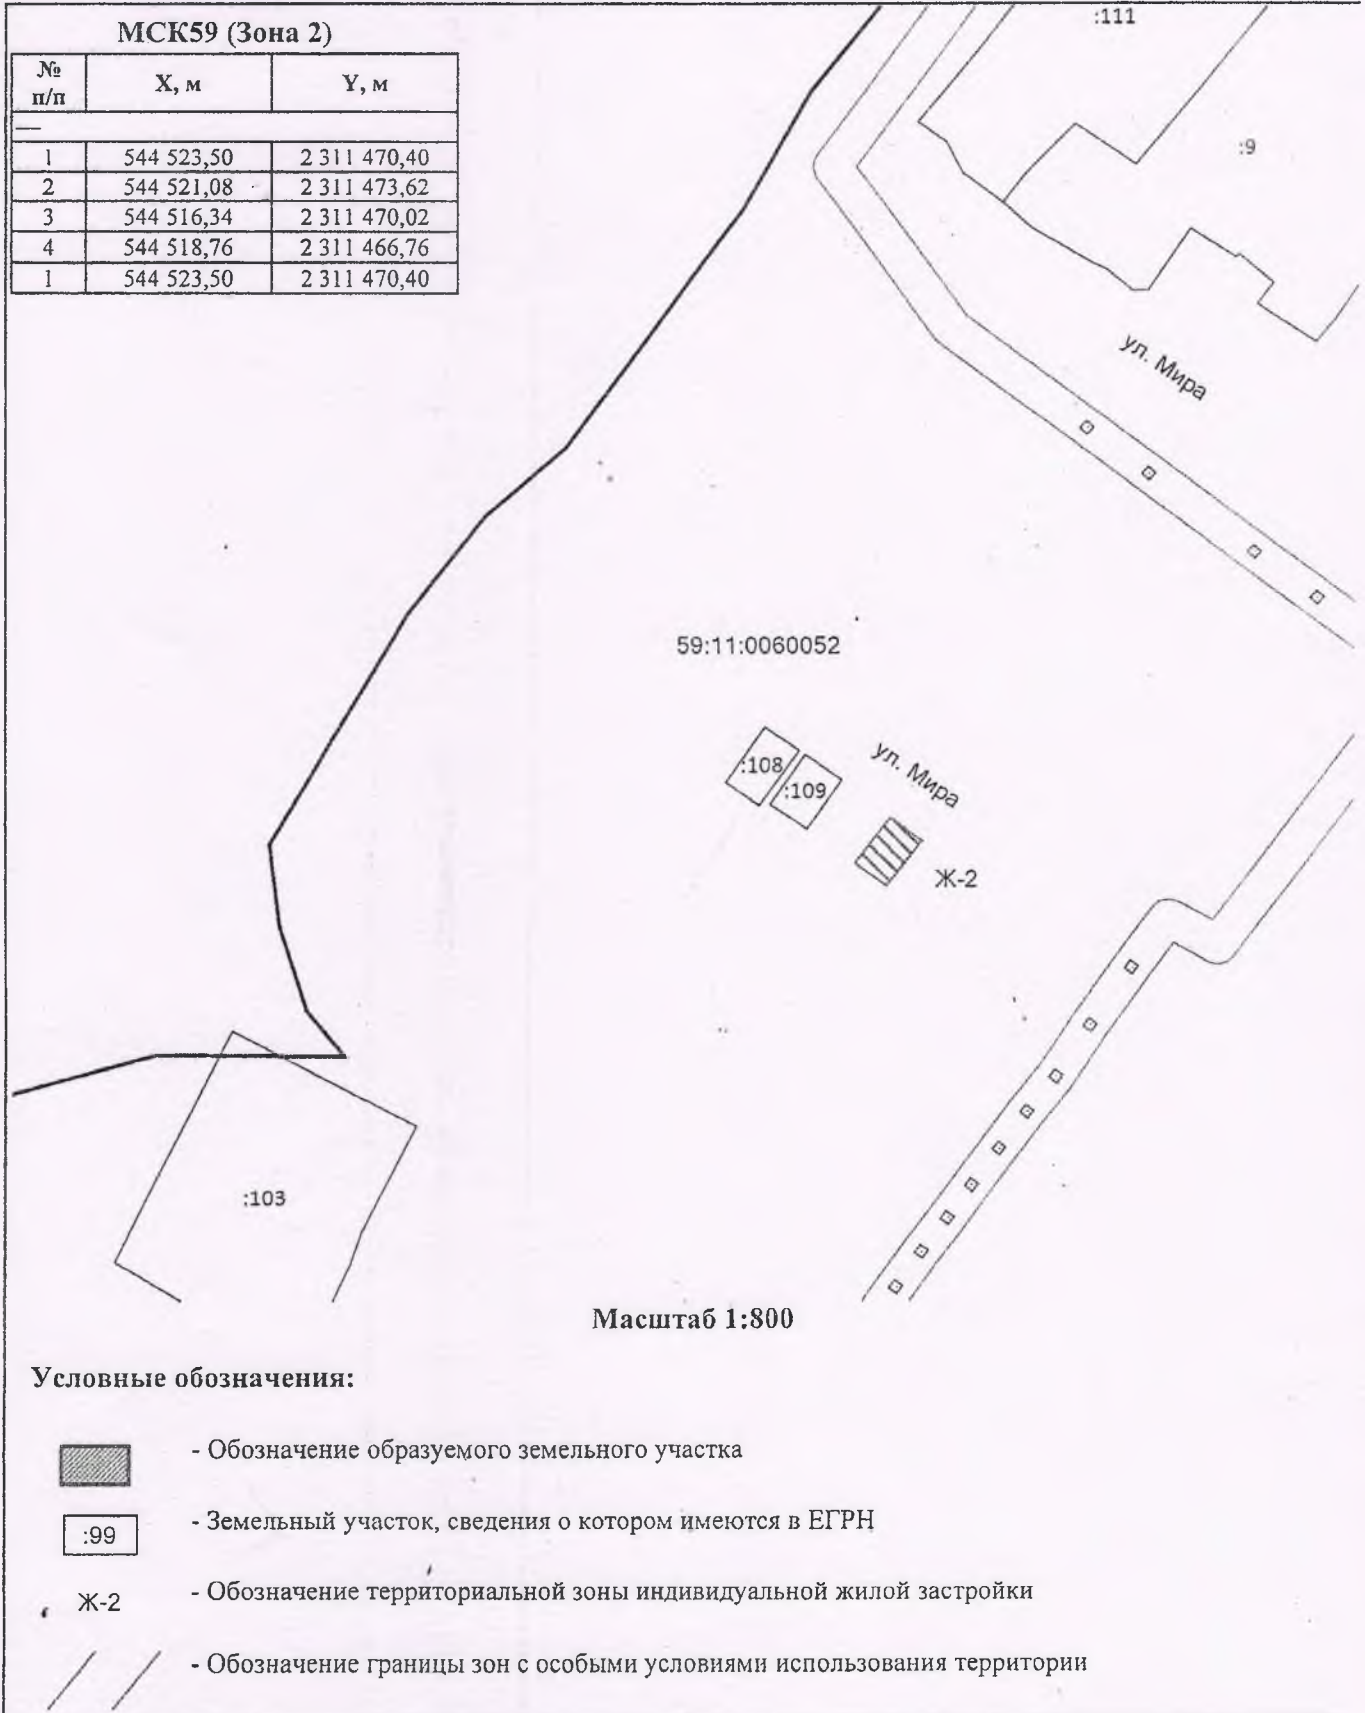 МСК59 (Зона 2)
№ п/п X, м Y, м
—
1 544 523,50 2 311 470,40
2 544 521,08 2 311 473,62
3 544 516,34 2 311 470,02
4 544 518,76 2 311 466,76
1 544 523,50 2 311 470,40
:111
:9
ул. Мира
59:11:0060052
:108
:109
ул. Мира
Ж-2
:103
Масштаб 1:800
Условные обозначения:
- Обозначение образуемого земельного участка
:99 - Земельный участок, сведения о котором имеются в ЕГРН
Ж-2 - Обозначение территориальной зоны индивидуальной жилой застройки
- Обозначение границы зон с особыми условиями использования территории